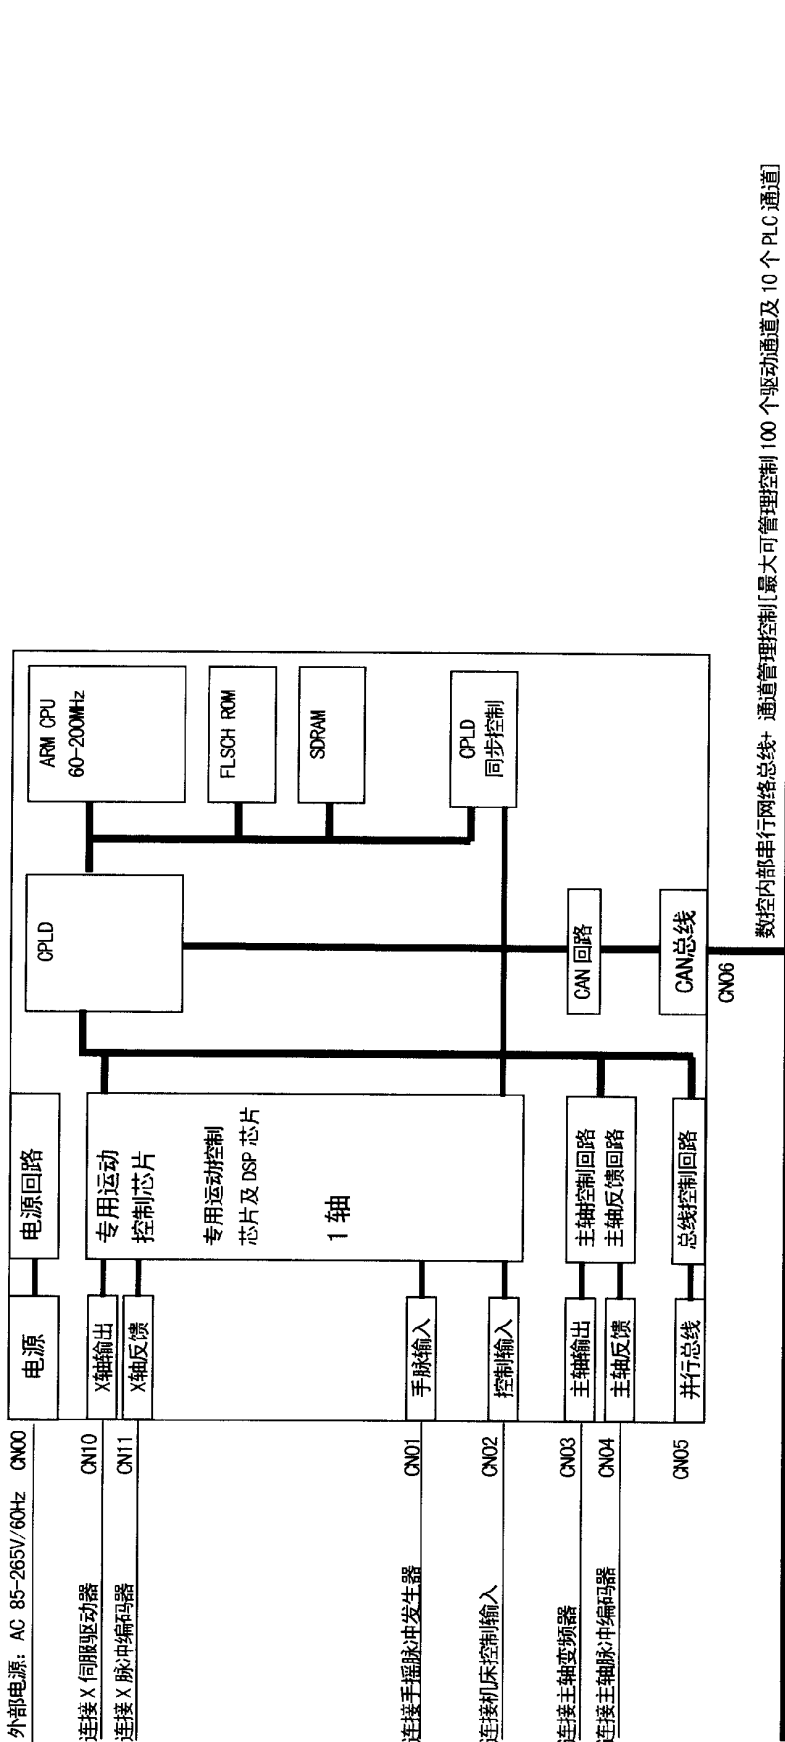 外部电源：AC 85-265V/60Hz CN00
电源
电源回路
连接X伺服驱动器 CN10
X轴输出
连接X脉冲编码器 CN11
X轴反馈
专用运动
控制芯片
专用运动控制
芯片及DSP芯片
1轴
连接手摇脉冲发生器 CN01
手脉输入
连接机床控制输入 CN02
控制输入
连接主轴变频器 CN03
主轴输出
连接主轴脉冲编码器 CN04
主轴反馈
主轴控制回路
主轴反馈回路
CN05
并行总线
总线控制回路
CPLD
ARM CPU
60-200MHz
FLSCH ROM
SDRAM
CPLD
同步控制
CAN 回路
CAN总线
CN06
数控内部串行网络总线+ 通道管理控制[最大可管理控制100个驱动通道及10个PLC通道]